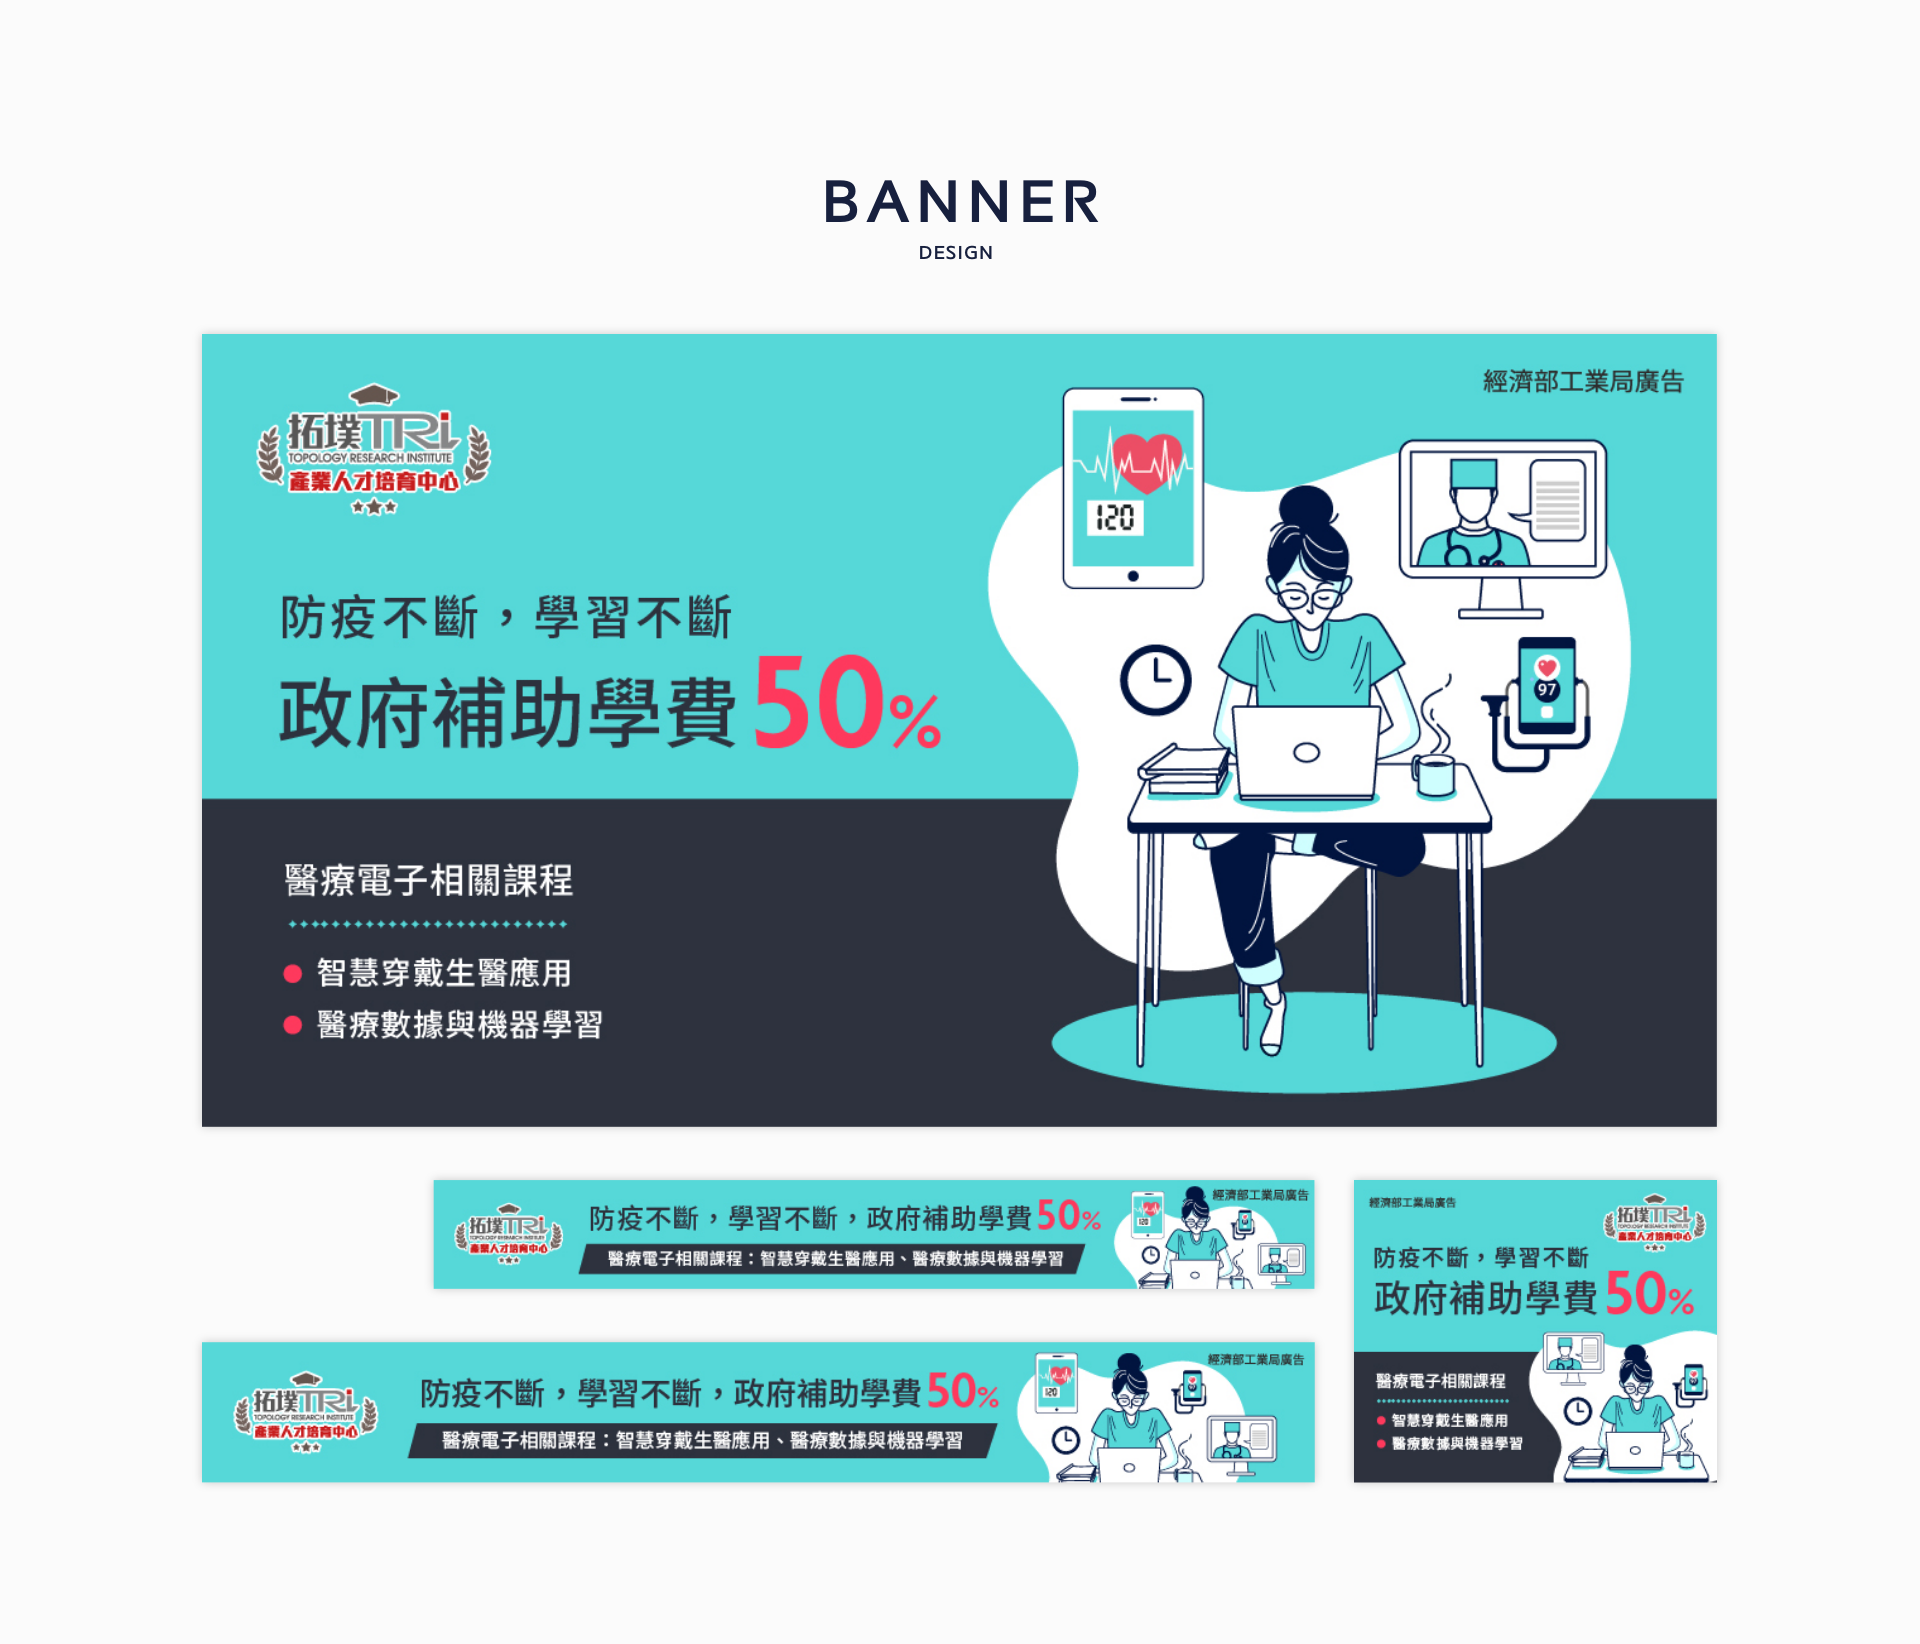 BANNER
DESIGN
經濟部工業局廣告
拓墣TRi
TOPOLOGY RESEARCH INSTITUTE
產業人才培育中心
120
防疫不斷，學習不斷
政府補助學費50%
97
醫療電子相關課程
智慧穿戴生醫應用
醫療數據與機器學習
經濟部工業局廣告
拓墣TRi
TOPOLOGY RESEARCH INSTITUTE
產業人才培育中心
防疫不斷，學習不斷，政府補助學費50%
120
醫療電子相關課程：智慧穿戴生醫應用、醫療數據與機器學習
經濟部工業局廣告
拓墣TRi
TOPOLOGY RESEARCH INSTITUTE
產業人才培育中心
防疫不斷，學習不斷
政府補助學費50%
醫療電子相關課程
智慧穿戴生醫應用
醫療數據與機器學習
經濟部工業局廣告
拓墣TRi
TOPOLOGY RESEARCH INSTITUTE
產業人才培育中心
防疫不斷，學習不斷，政府補助學費50%
120
醫療電子相關課程：智慧穿戴生醫應用、醫療數據與機器學習